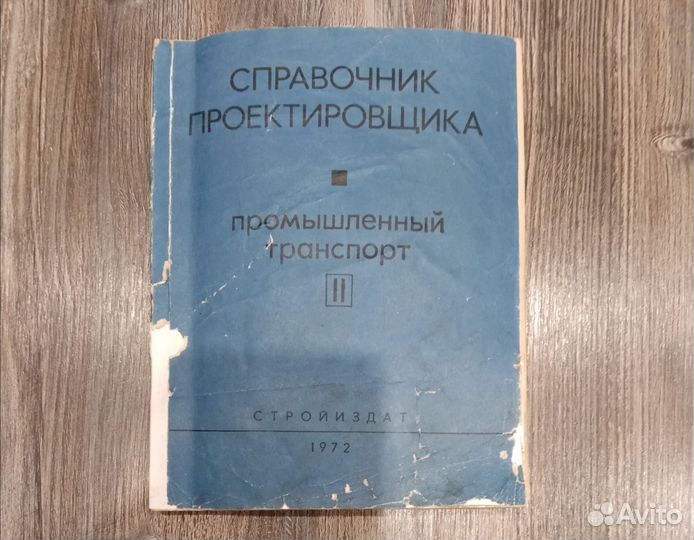 СПРАВОЧНИК
ПРОЕКТИРОВЩИКА
промышленный
транспорт
II
СТРОЙИЗДАТ
1972
Avito